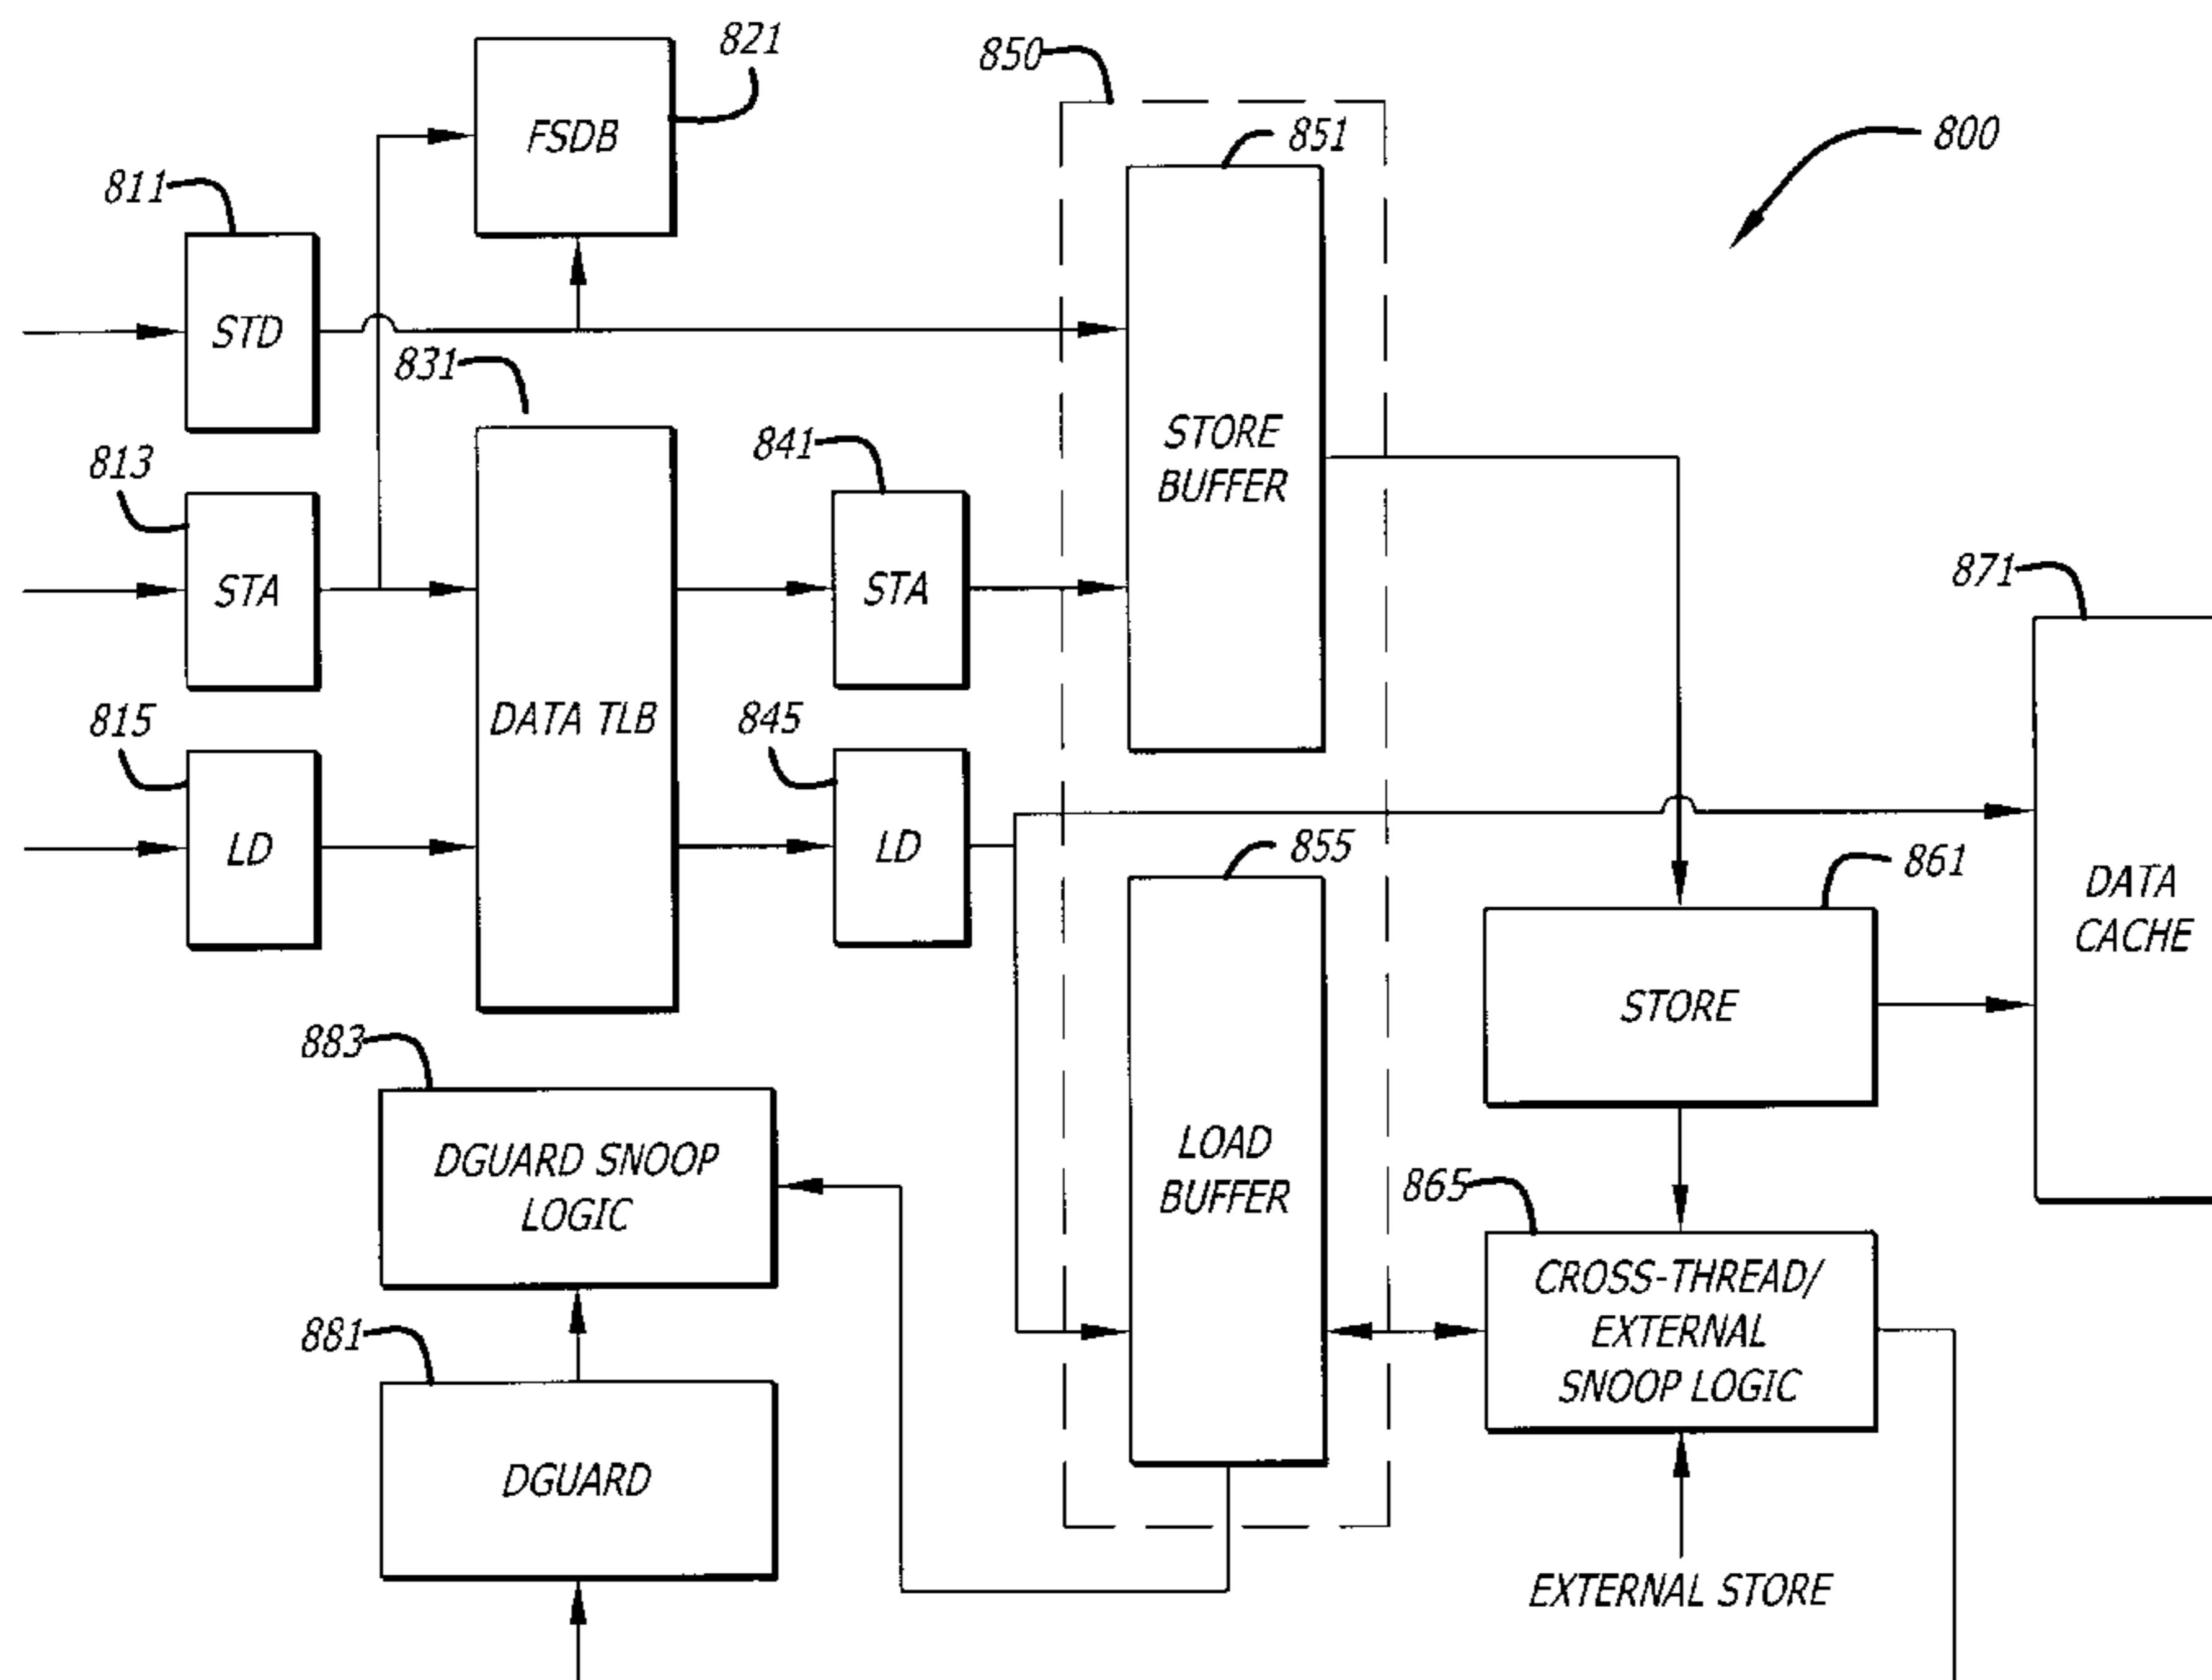 821
850
FSDB
851
800
811
STD
831
STORE
BUFFER
841
813
STA
STA
871
815
DATA TLB
845
LD
LD
855
861
DATA
CACHE
STORE
883
DGUARD SNOOP
LOGIC
LOAD
BUFFER
865
CROSS-THREAD/
EXTERNAL
SNOOP LOGIC
881
DGUARD
EXTERNAL STORE